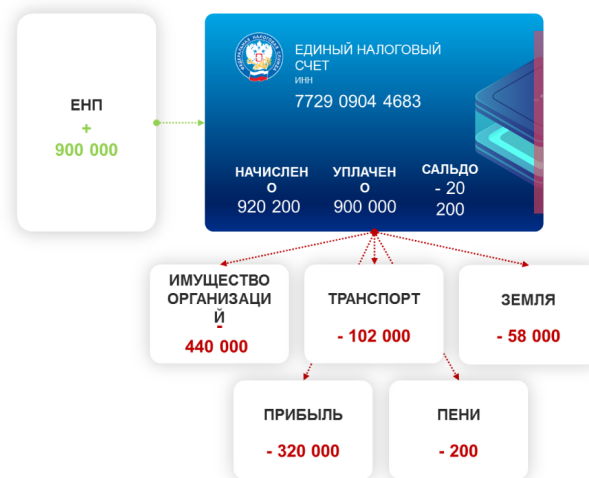 ЕНП
+
900 000
ЕДИНЫЙ НАЛОГОВЫЙ
СЧЕТ
ИНН
7729 0904 4683
НАЧИСЛЕН
О
920 200
УПЛАЧЕН
О
900 000
САЛЬДО
- 20
200
ИМУЩЕСТВО
ОРГАНИЗАЦИ
Й
-
440 000
ТРАНСПОРТ
- 102 000
ЗЕМЛЯ
- 58 000
ПРИБЫЛЬ
- 320 000
ПЕНИ
- 200